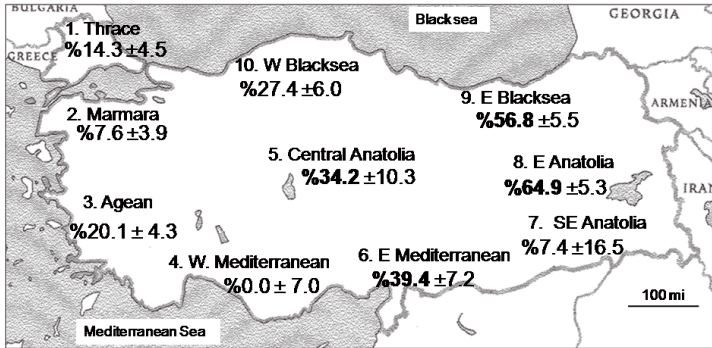 BULGARIA
Blacksea
GEORGIA
1. Thrace
%14.3 ±4.5
GREECE
10. W Blacksea
%27.4 ±6.0
9. E Blacksea
%56.8 ±5.5
ARMENIA
2. Marmara
%7.6 ±3.9
5. Central Anatolia
%34.2 ±10.3
8. E Anatolia
%64.9 ±5.3
IRAN
3. Agean
%20.1 ± 4.3
7. SE Anatolia
%7.4 ±16.5
4. W. Mediterranean
%0.0 ± 7.0
6. E Mediterranean
%39.4 ±7.2
100 mi
Mediterranean Sea